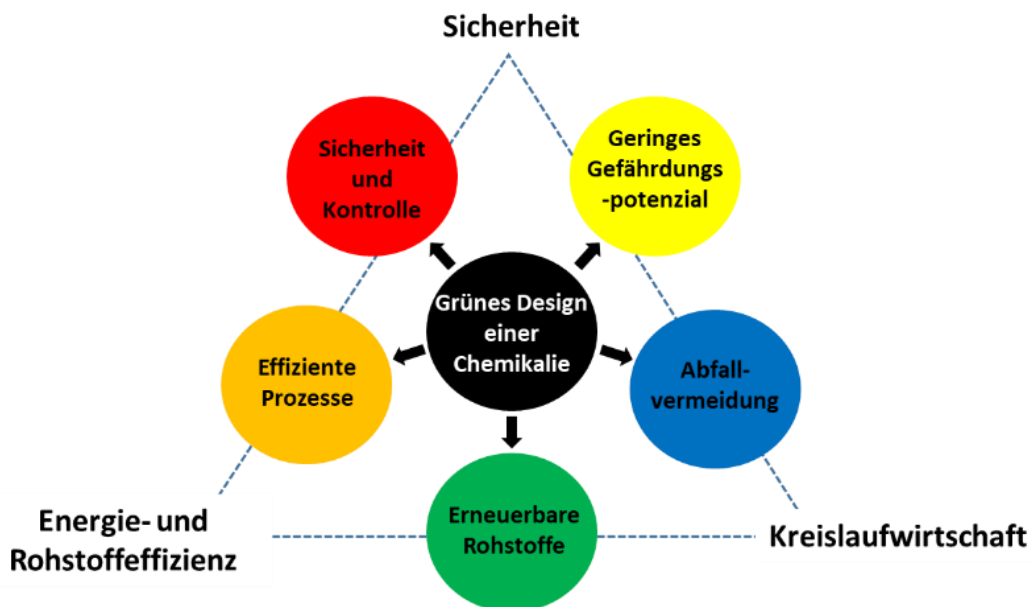 Sicherheit
Sicherheit
und
Kontrolle
Geringes
Gefährdungs
-potenzial
Grünes Design
einer
Chemikalie
Effiziente
Prozesse
Abfall-
vermeidung
Erneuerbare
Rohstoffe
Energie- und
Rohstoffeffizienz
Kreislaufwirtschaft